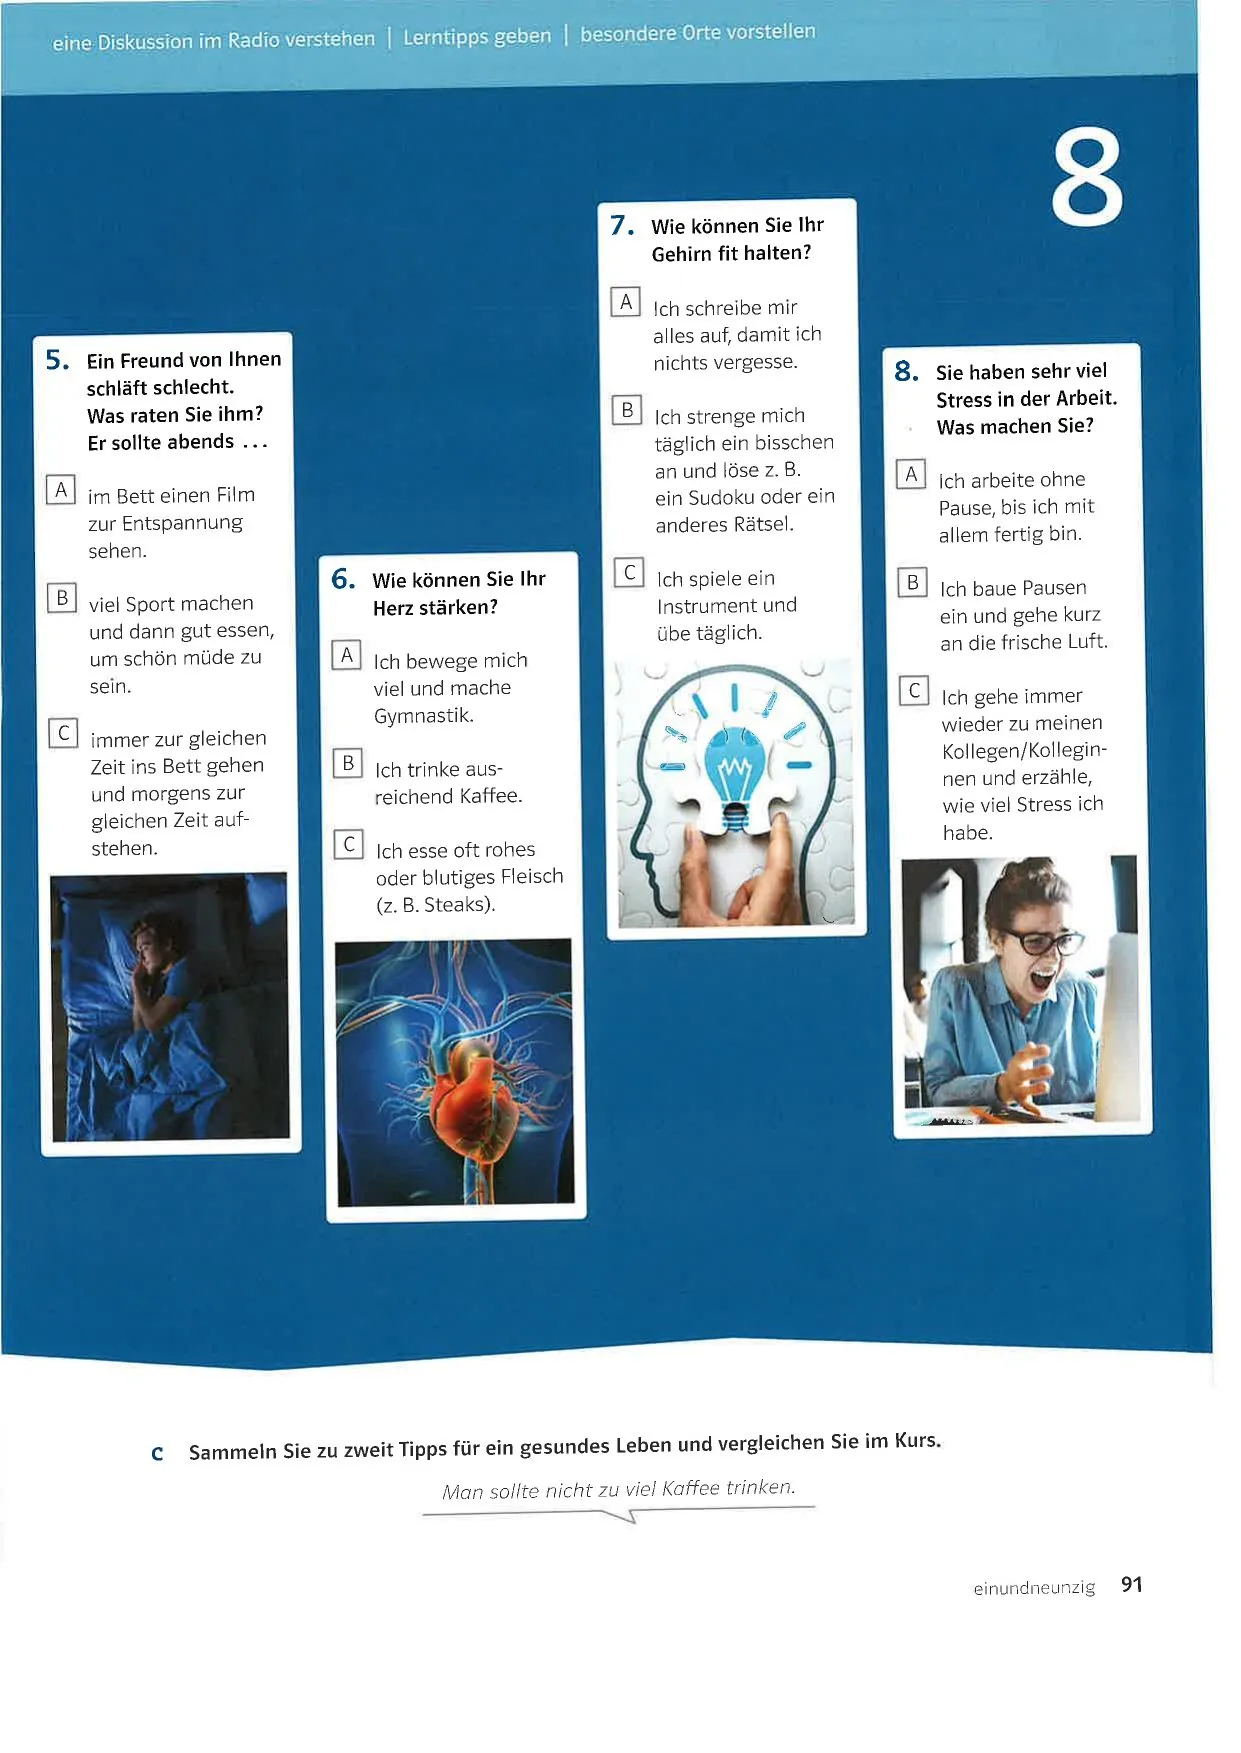 eine Diskussion im Radio verstehen | Lerntipps geben | besondere Orte vorstellen
8
5. Ein Freund von Ihnen
schläft schlecht.
Was raten Sie ihm?
Er sollte abends ...
A im Bett einen Film
zur Entspannung
sehen.
B viel Sport machen
und dann gut essen,
um schön müde zu
sein.
C immer zur gleichen
Zeit ins Bett gehen
und morgens zur
gleichen Zeit auf-
stehen.
6. Wie können Sie Ihr
Herz stärken?
A Ich bewege mich
viel und mache
Gymnastik.
B Ich trinke aus-
reichend Kaffee.
C Ich esse oft rohes
oder blutiges Fleisch
(z. B. Steaks).
7. Wie können Sie Ihr
Gehirn fit halten?
A Ich schreibe mir
alles auf, damit ich
nichts vergesse.
B Ich strenge mich
täglich ein bisschen
an und löse z. B.
ein Sudoku oder ein
anderes Rätsel.
C Ich spiele ein
Instrument und
übe täglich.
8. Sie haben sehr viel
Stress in der Arbeit.
Was machen Sie?
A Ich arbeite ohne
Pause, bis ich mit
allem fertig bin.
B Ich baue Pausen
ein und gehe kurz
an die frische Luft.
C Ich gehe immer
wieder zu meinen
Kollegen/Kollegin-
nen und erzähle,
wie viel Stress ich
habe.
c Sammeln Sie zu zweit Tipps für ein gesundes Leben und vergleichen Sie im Kurs.
Man sollte nicht zu viel Kaffee trinken.
einundneunzig 91